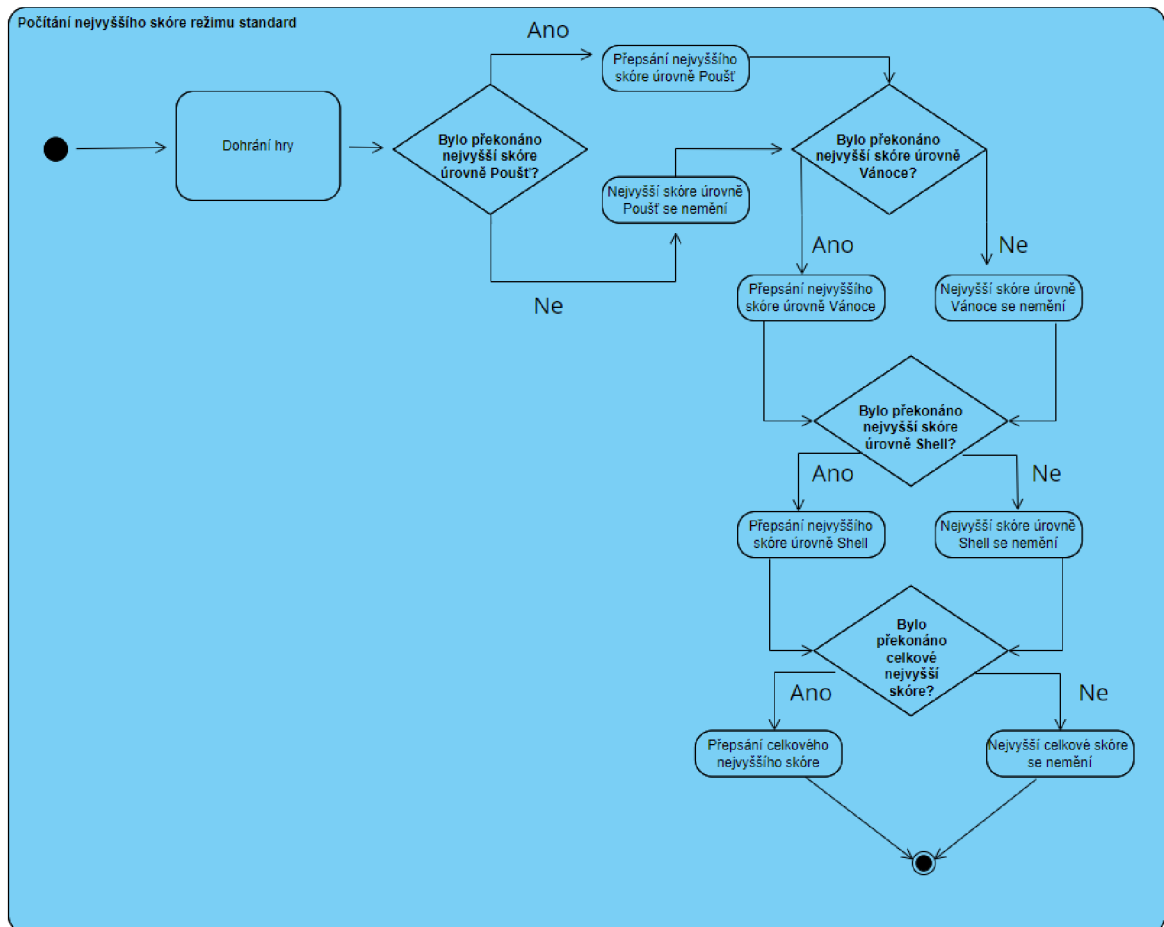 Počítání nejvyššího skóre režimu standard
Ano
Přepsání nejvyššího
skóre úrovně Poušť
Dohrání hry
Bylo překonáno
nejvyšší skóre
úrovně Poušť?
Bylo překonáno
nejvyšší skóre úrovně
Vánoce?
Nejvyšší skóre úrovně
Poušť se nemění
Ne
Ano
Ne
Přepsání nejvyššího
skóre úrovně Vánoce
Nejvyšší skóre úrovně
Vánoce se nemění
Bylo překonáno
nejvyšší skóre
úrovně Shell?
Ano
Ne
Přepsání nejvyššího
skóre úrovně Shell
Nejvyšší skóre úrovně
Shell se nemění
Bylo
překonáno
celkové
nejvyšší
skóre?
Ano
Ne
Přepsání celkového
nejvyššího skóre
Nejvyšší celkové skóre
se nemění